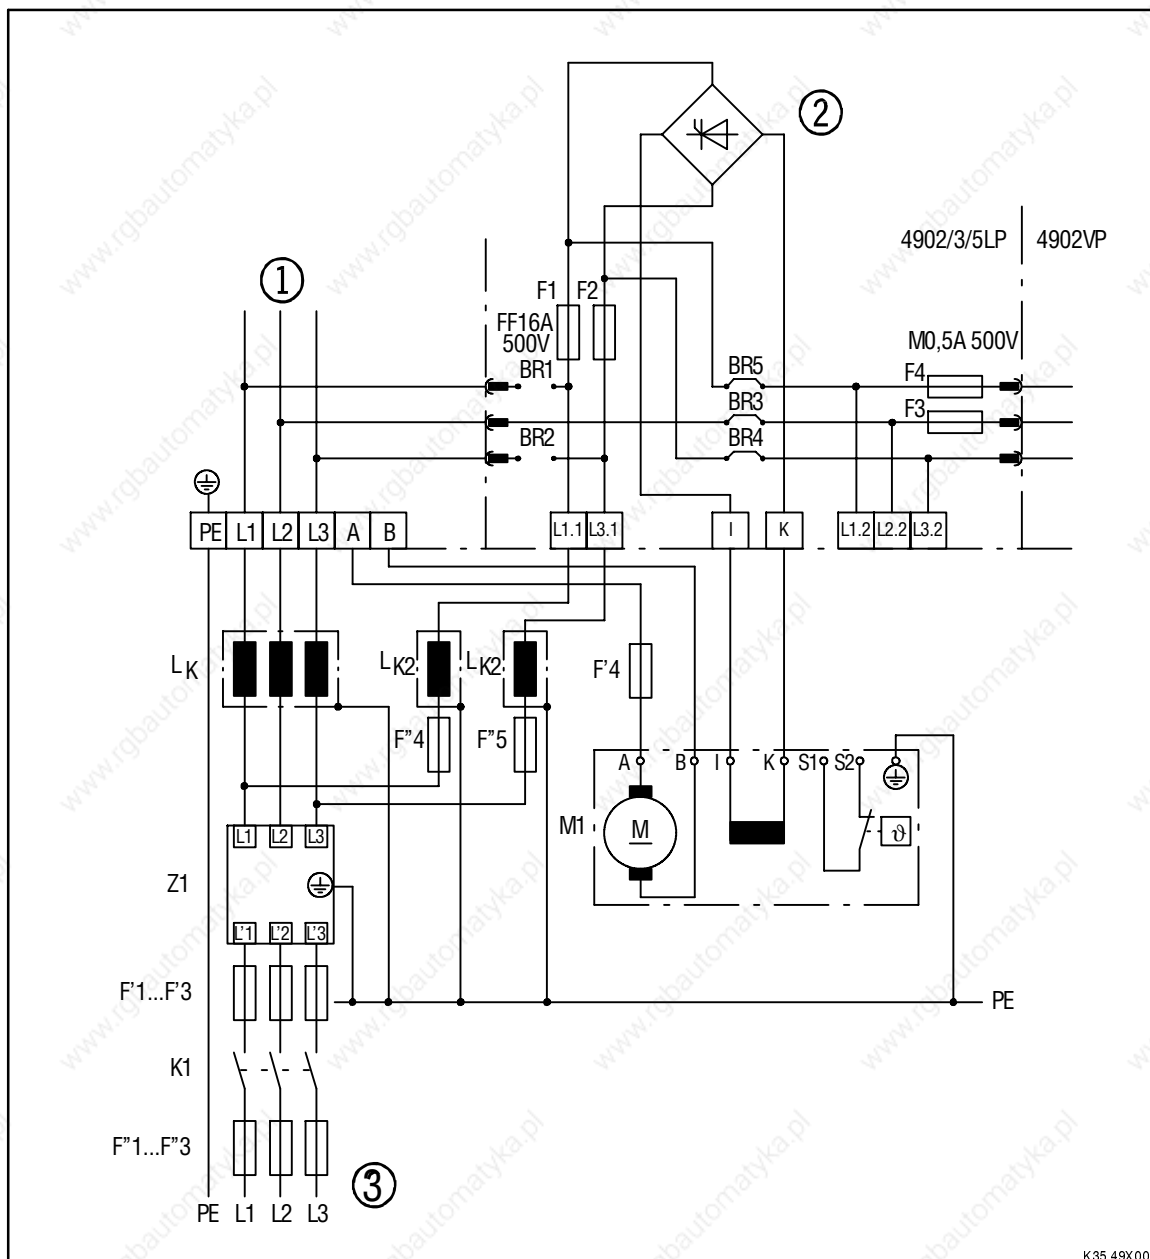 2
4902/3/5LP 4902VP
1
F1 F2
FF16A
500V
M0,5A 500V
BR1 BR5 F4
BR3 F3
BR2 BR4
PE L1 L2 L3 A B L1.1 L3.1 I K L1.2 L2.2 L3.2
LK LK2 LK2 F'4
F"4 F"5
A B I K S1 S2
M1 M ϑ
L1 L2 L3
Z1
L'1 L'2 L'3
F'1...F'3 PE
K1
F"1...F"3
3
PE L1 L2 L3
K35.49X00
www.rgbautomatyka.pl